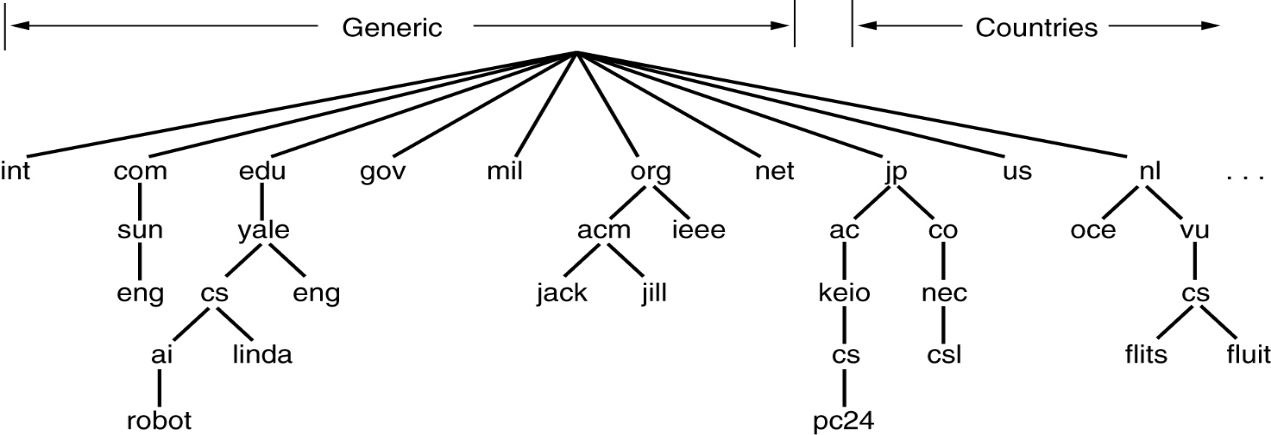 Generic Countries
int com edu gov mil org net jp us nl . . .
sun yale acm ieee ac co oce vu
eng cs eng jack jill keio nec cs
ai linda cs csl flits fluit
robot pc24